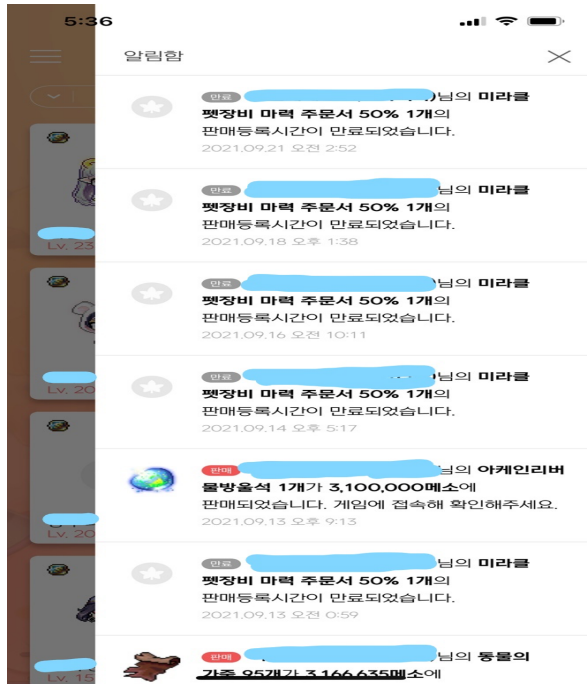 5:36
알림함
만료 님의 미라클
펫장비 마력 주문서 50% 1개의
판매등록시간이 만료되었습니다.
2021.09.21 오전 2:52
만료 님의 미라클
펫장비 마력 주문서 50% 1개의
판매등록시간이 만료되었습니다.
2021.09.18 오후 1:38
만료 님의 미라클
펫장비 마력 주문서 50% 1개의
판매등록시간이 만료되었습니다.
2021.09.16 오전 10:11
만료 님의 미라클
펫장비 마력 주문서 50% 1개의
판매등록시간이 만료되었습니다.
2021.09.14 오후 5:17
판매 님의 아케인리버
물방울석 1개가 3,100,000메소에
판매되었습니다. 게임에 접속해 확인해주세요.
2021.09.13 오후 9:13
만료 님의 미라클
펫장비 마력 주문서 50% 1개의
판매등록시간이 만료되었습니다.
2021.09.13 오전 0:59
판매 님의 동물의
가죽 95개가 3,166,635메소에
Lv. 23
Lv. 20
Lv. 20
Lv. 15